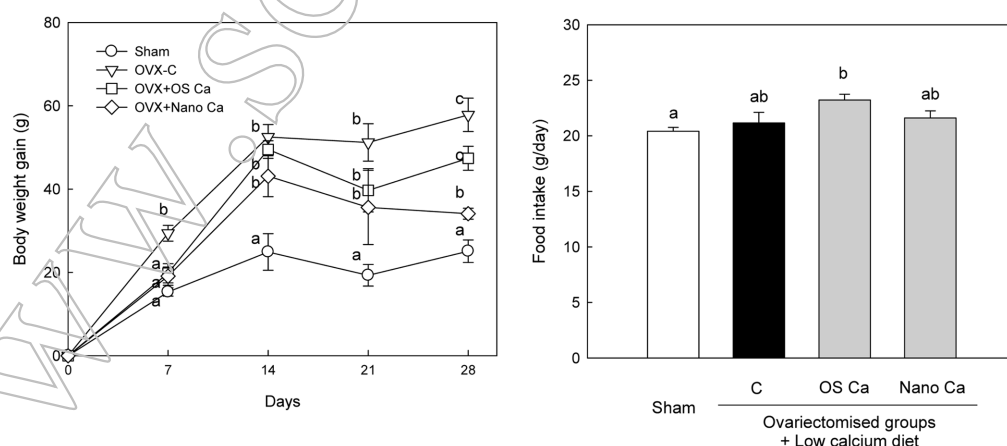 80
60
40
20
0
Body weight gain (g)
Sham
OVX-C
OVX+OS Ca
OVX+Nano Ca
b
a
a
a
b
b
b
a
b
b
b
a
c
c
b
a
0 7 14 21 28
Days
30
25
20
15
10
5
0
Food intake (g/day)
a
ab
b
ab
Sham
C OS Ca Nano Ca
Ovariectomised groups
+ Low calcium diet